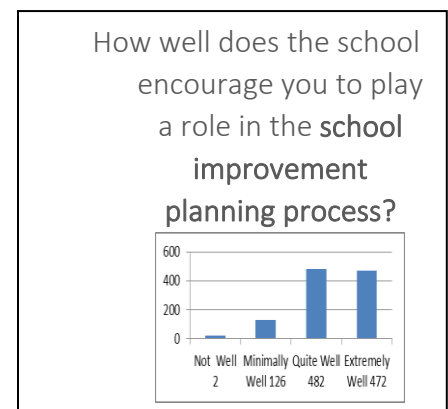 How well does the school
encourage you to play
a role in the school
improvement
planning process?
600
400
200
0
Not Well Minimally Quite Well Extremely
2 Well 126 482 Well 472